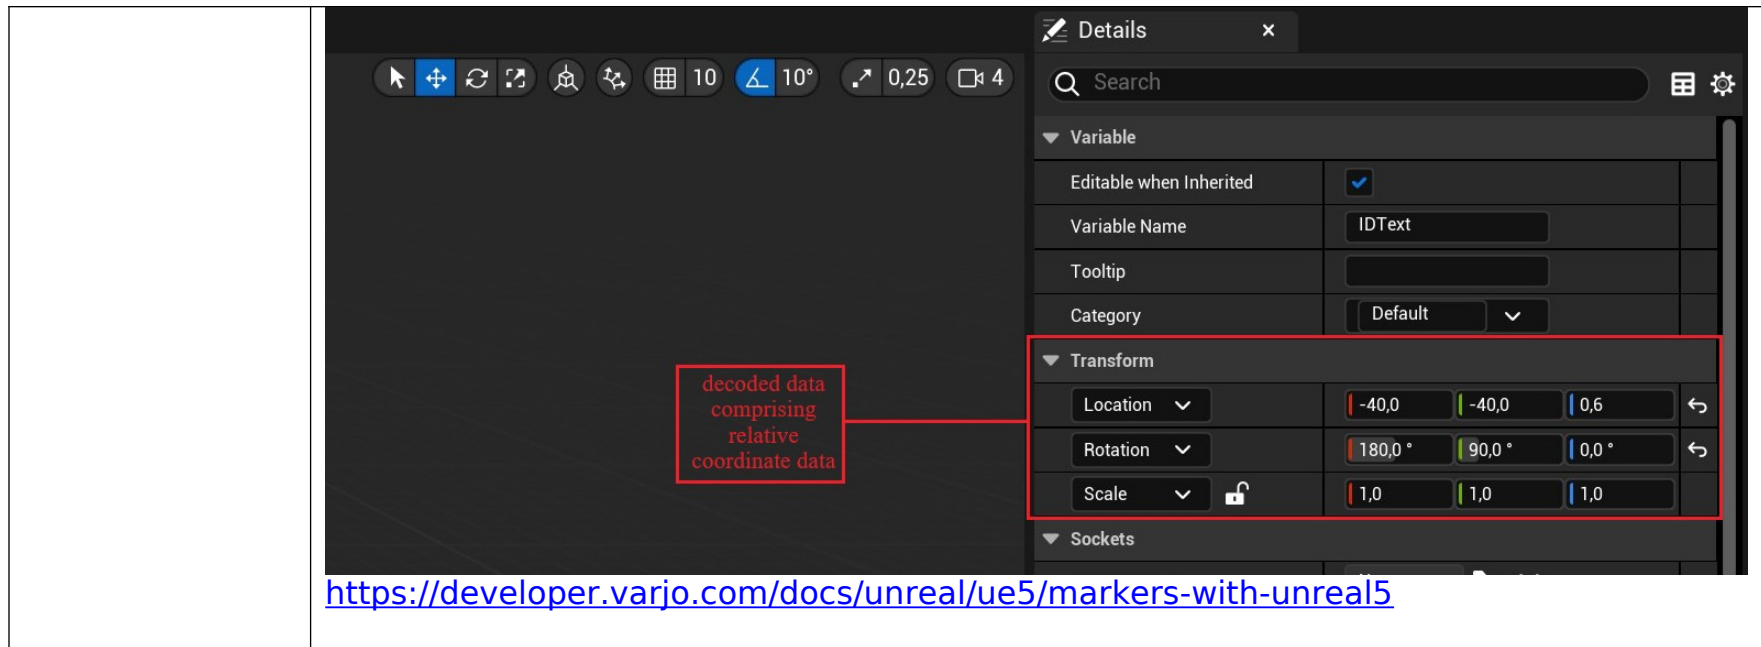 Details ×
10 10° 0,25 4
Search
Variable
Editable when Inherited
Variable Name IDText
Tooltip
Category Default
Transform
decoded data
comprising
relative
coordinate data
Location -40,0 -40,0 0,6
Rotation 180,0 ° 90,0 ° 0,0 °
Scale 1,0 1,0 1,0
Sockets
https://developer.varjo.com/docs/unreal/ue5/markers-with-unreal5